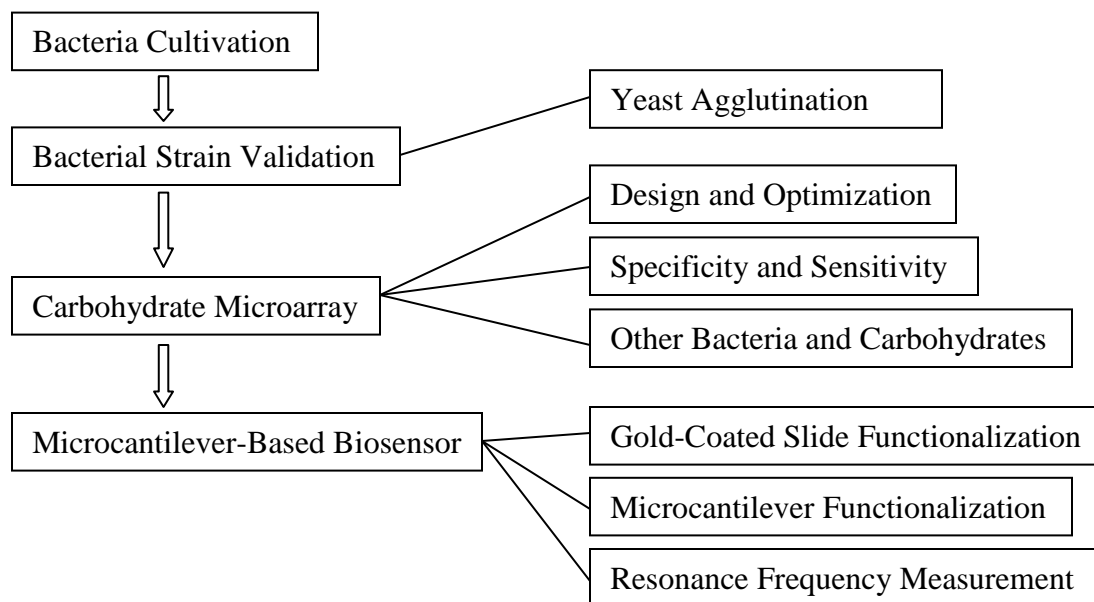 Bacteria Cultivation
Yeast Agglutination
Bacterial Strain Validation
Design and Optimization
Specificity and Sensitivity
Carbohydrate Microarray
Other Bacteria and Carbohydrates
Microcantilever-Based Biosensor
Gold-Coated Slide Functionalization
Microcantilever Functionalization
Resonance Frequency Measurement